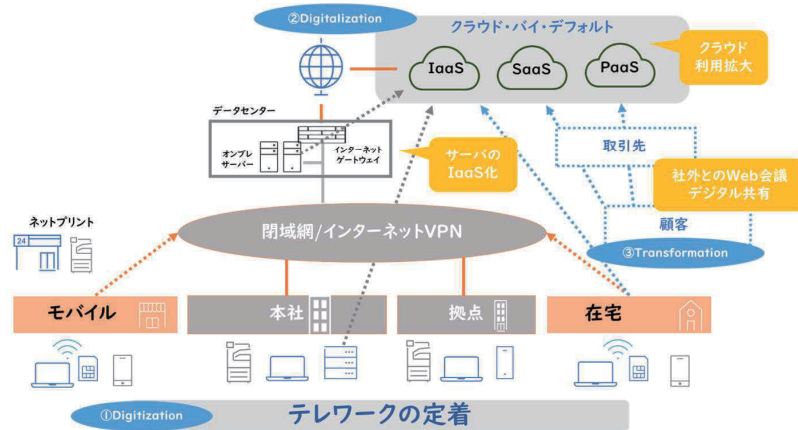 ②Digitalization
クラウド・バイ・デフォルト
IaaS
SaaS
PaaS
クラウド
利用拡大
データセンター
オンプレ
サーバー
インターネット
ゲートウェイ
サーバの
IaaS化
取引先
社外とのWeb会議
デジタル共有
顧客
③Transformation
ネットプリント
24
閉域網/インターネットVPN
モバイル
本社
拠点
在宅
①Digitization
テレワークの定着